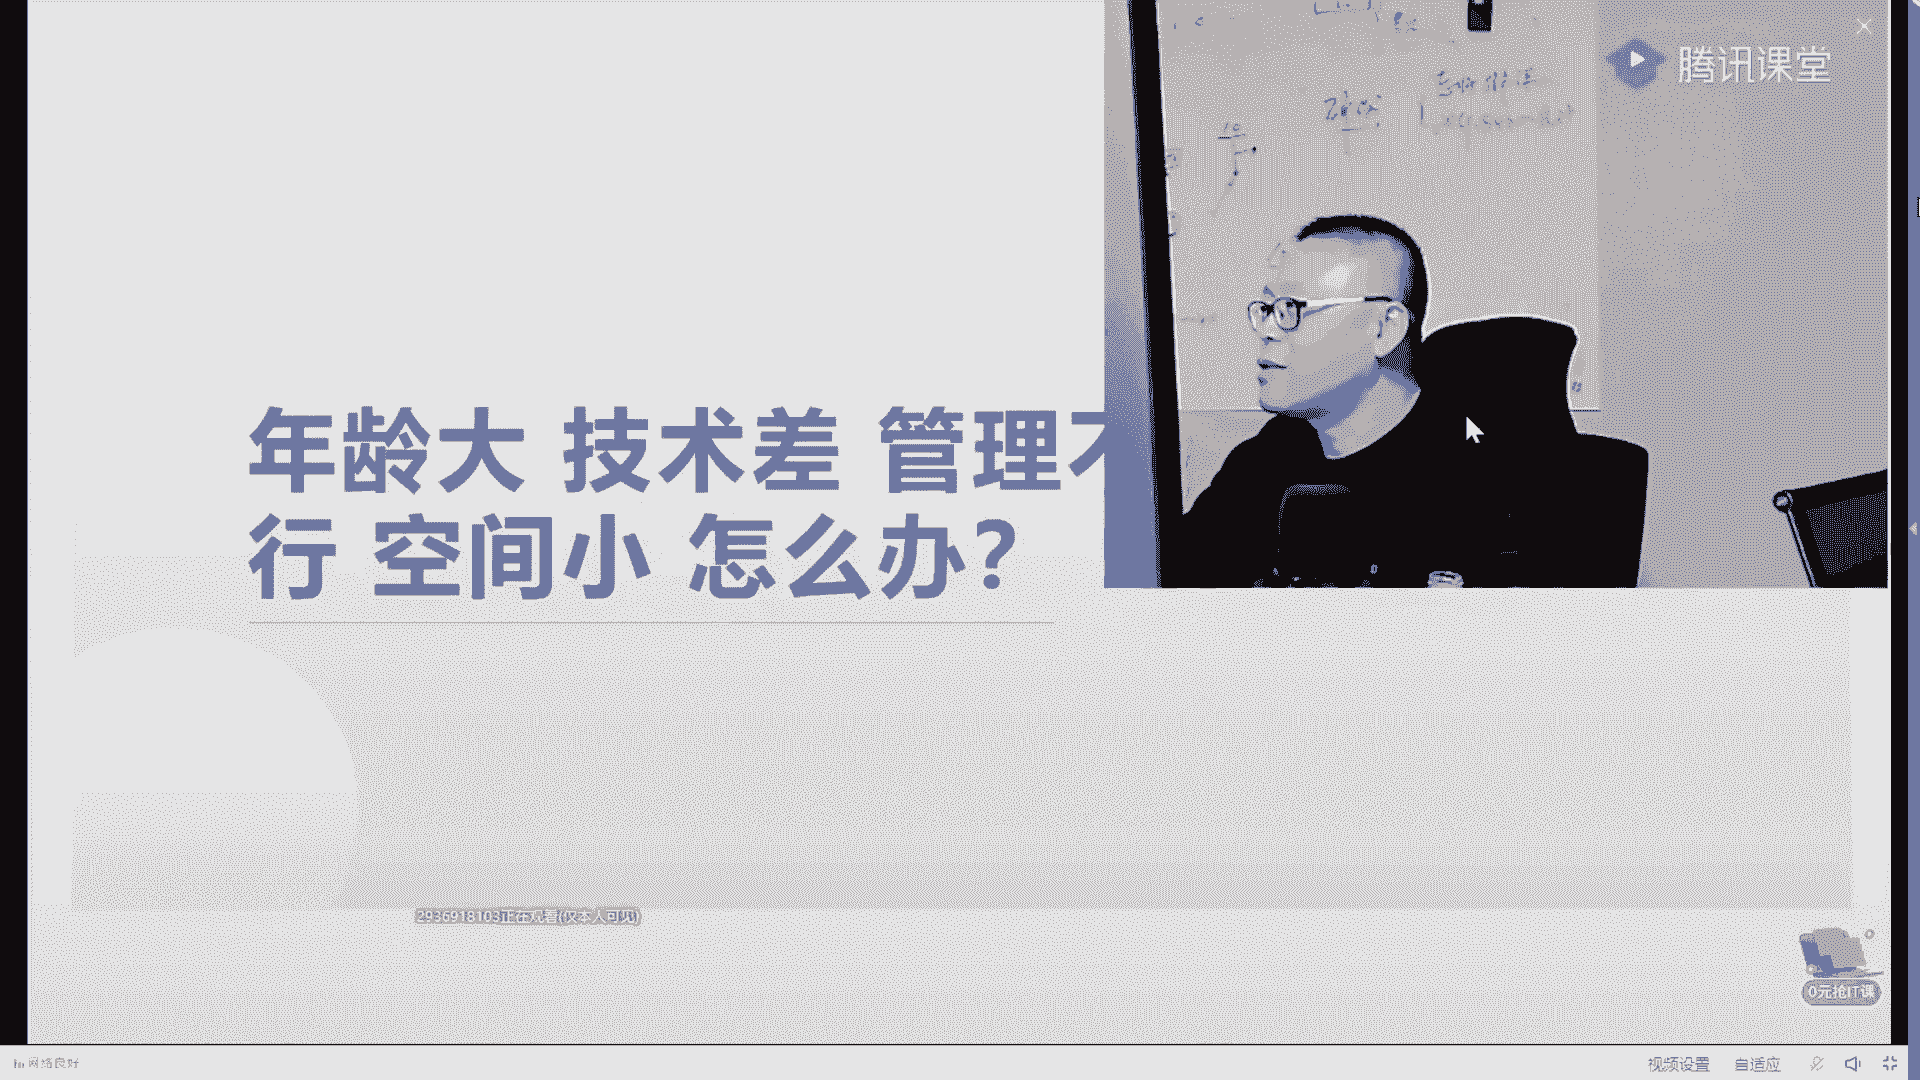 腾讯课堂
年龄大 技术差 管理不
行 空间小 怎么办?
2936918103正在观看(仅本人可见)
0元抢IT课
网络良好
视频设置 自适应